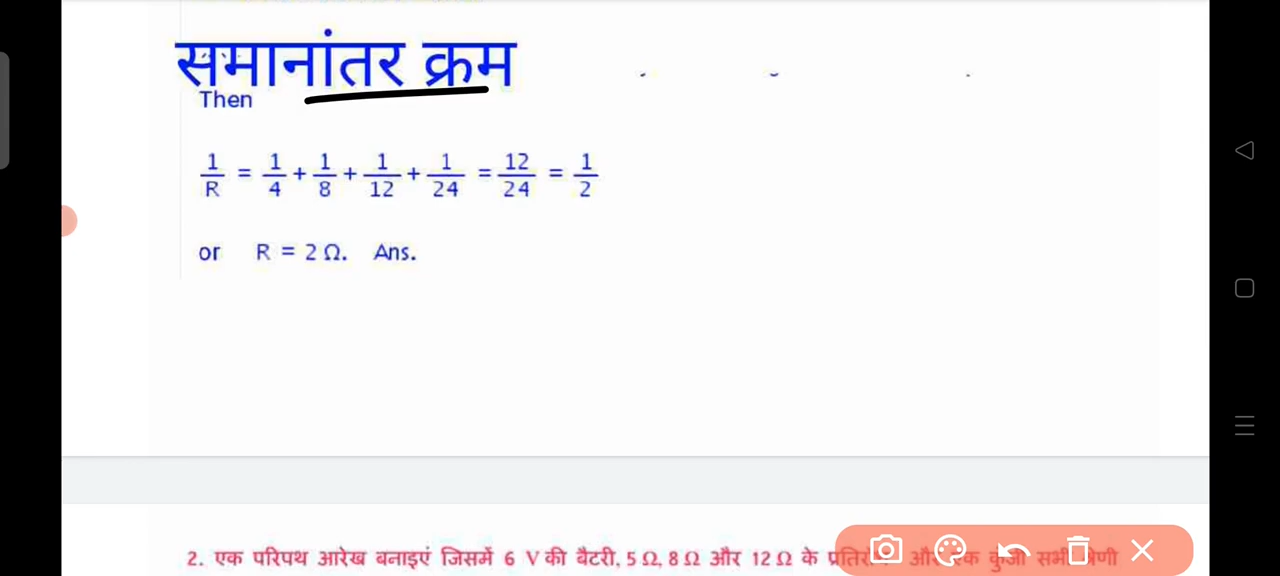 समानांतर क्रम
Then
1/R = 1/4 + 1/8 + 1/12 + 1/24 = 12/24 = 1/2
or R = 2 Ω. Ans.
2. एक परिपथ आरेख बनाइएं जिसमें 6 V की बैटरी, 5 Ω, 8 Ω और 12 Ω के